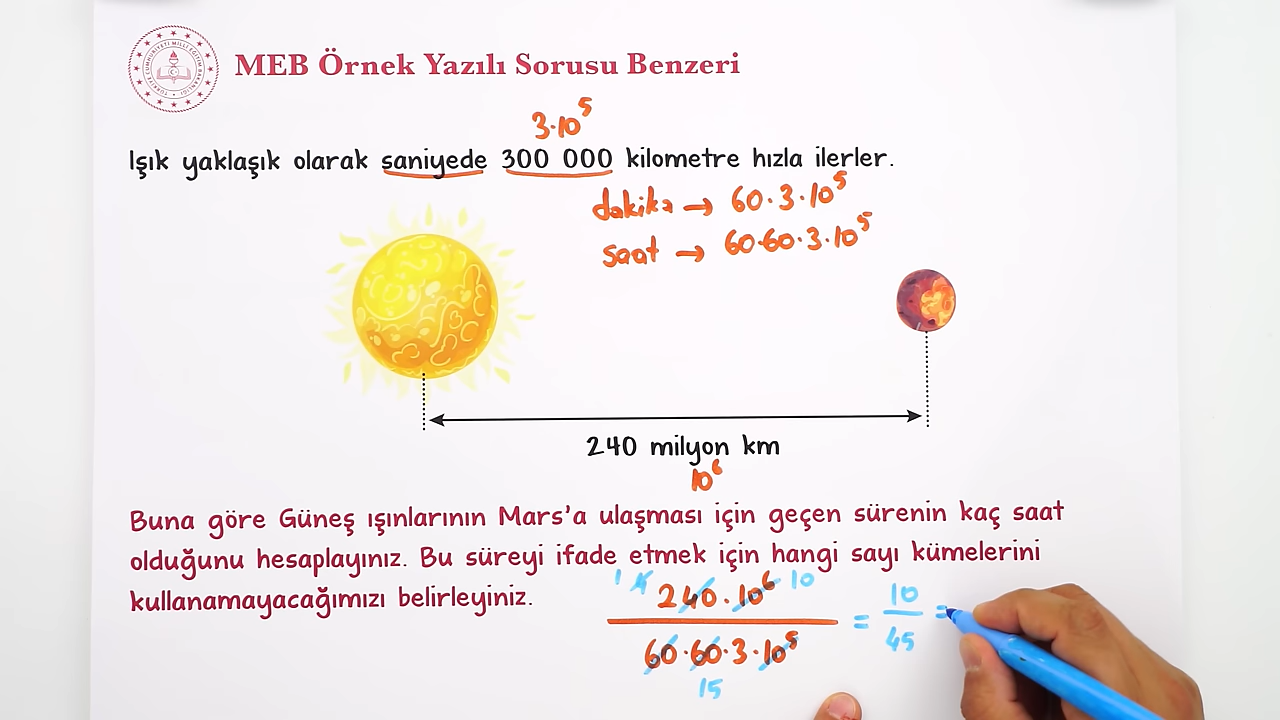 MEB Örnek Yazılı Sorusu Benzeri
3·10⁵
Işık yaklaşık olarak saniyede 300 000 kilometre hızla ilerler.
dakika → 60·3·10⁵
saat → 60·60·3·10⁵
240 milyon km
10⁶
Buna göre Güneş ışınlarının Mars'a ulaşması için geçen sürenin kaç saat
olduğunu hesaplayınız. Bu süreyi ifade etmek için hangi sayı kümelerini
kullanamayacağımızı belirleyiniz.
1 4 10
240·10⁶
60·60·3·10⁵
15
= 10/45 =